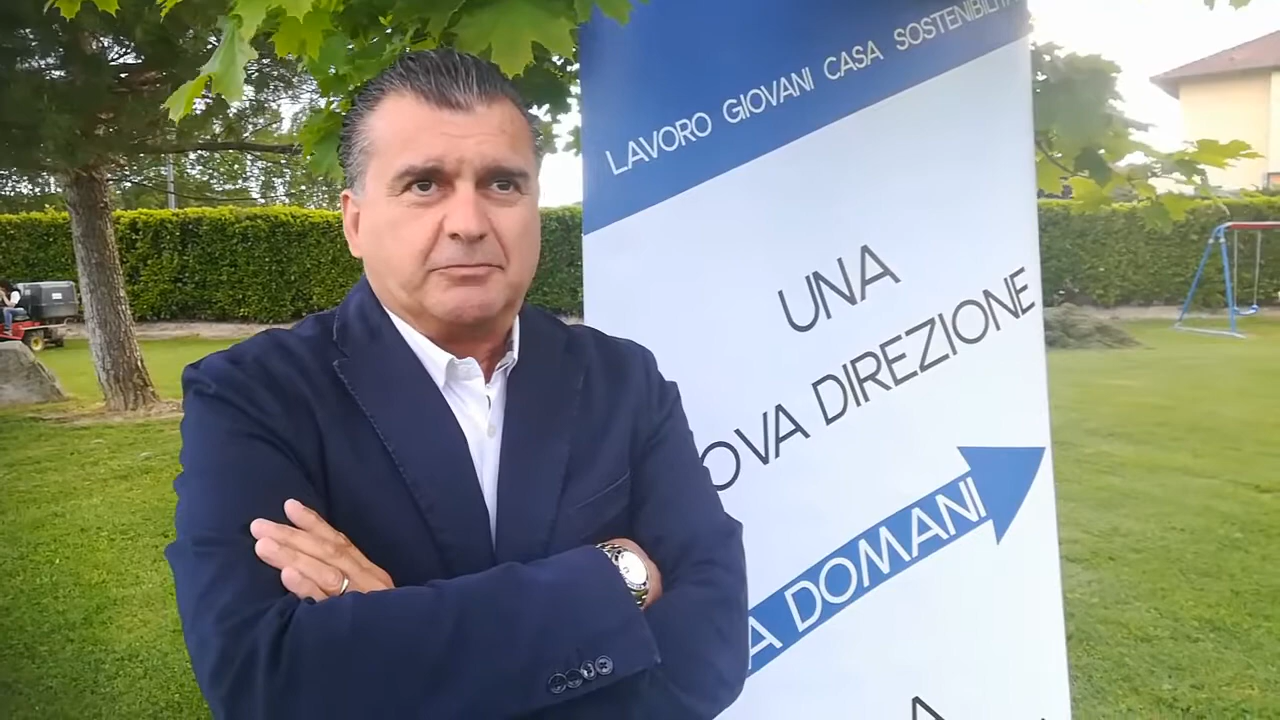 LAVORO GIOVANI CASA SOSTENIBILITÀ
UNA
OVA DIREZIONE
A DOMANI